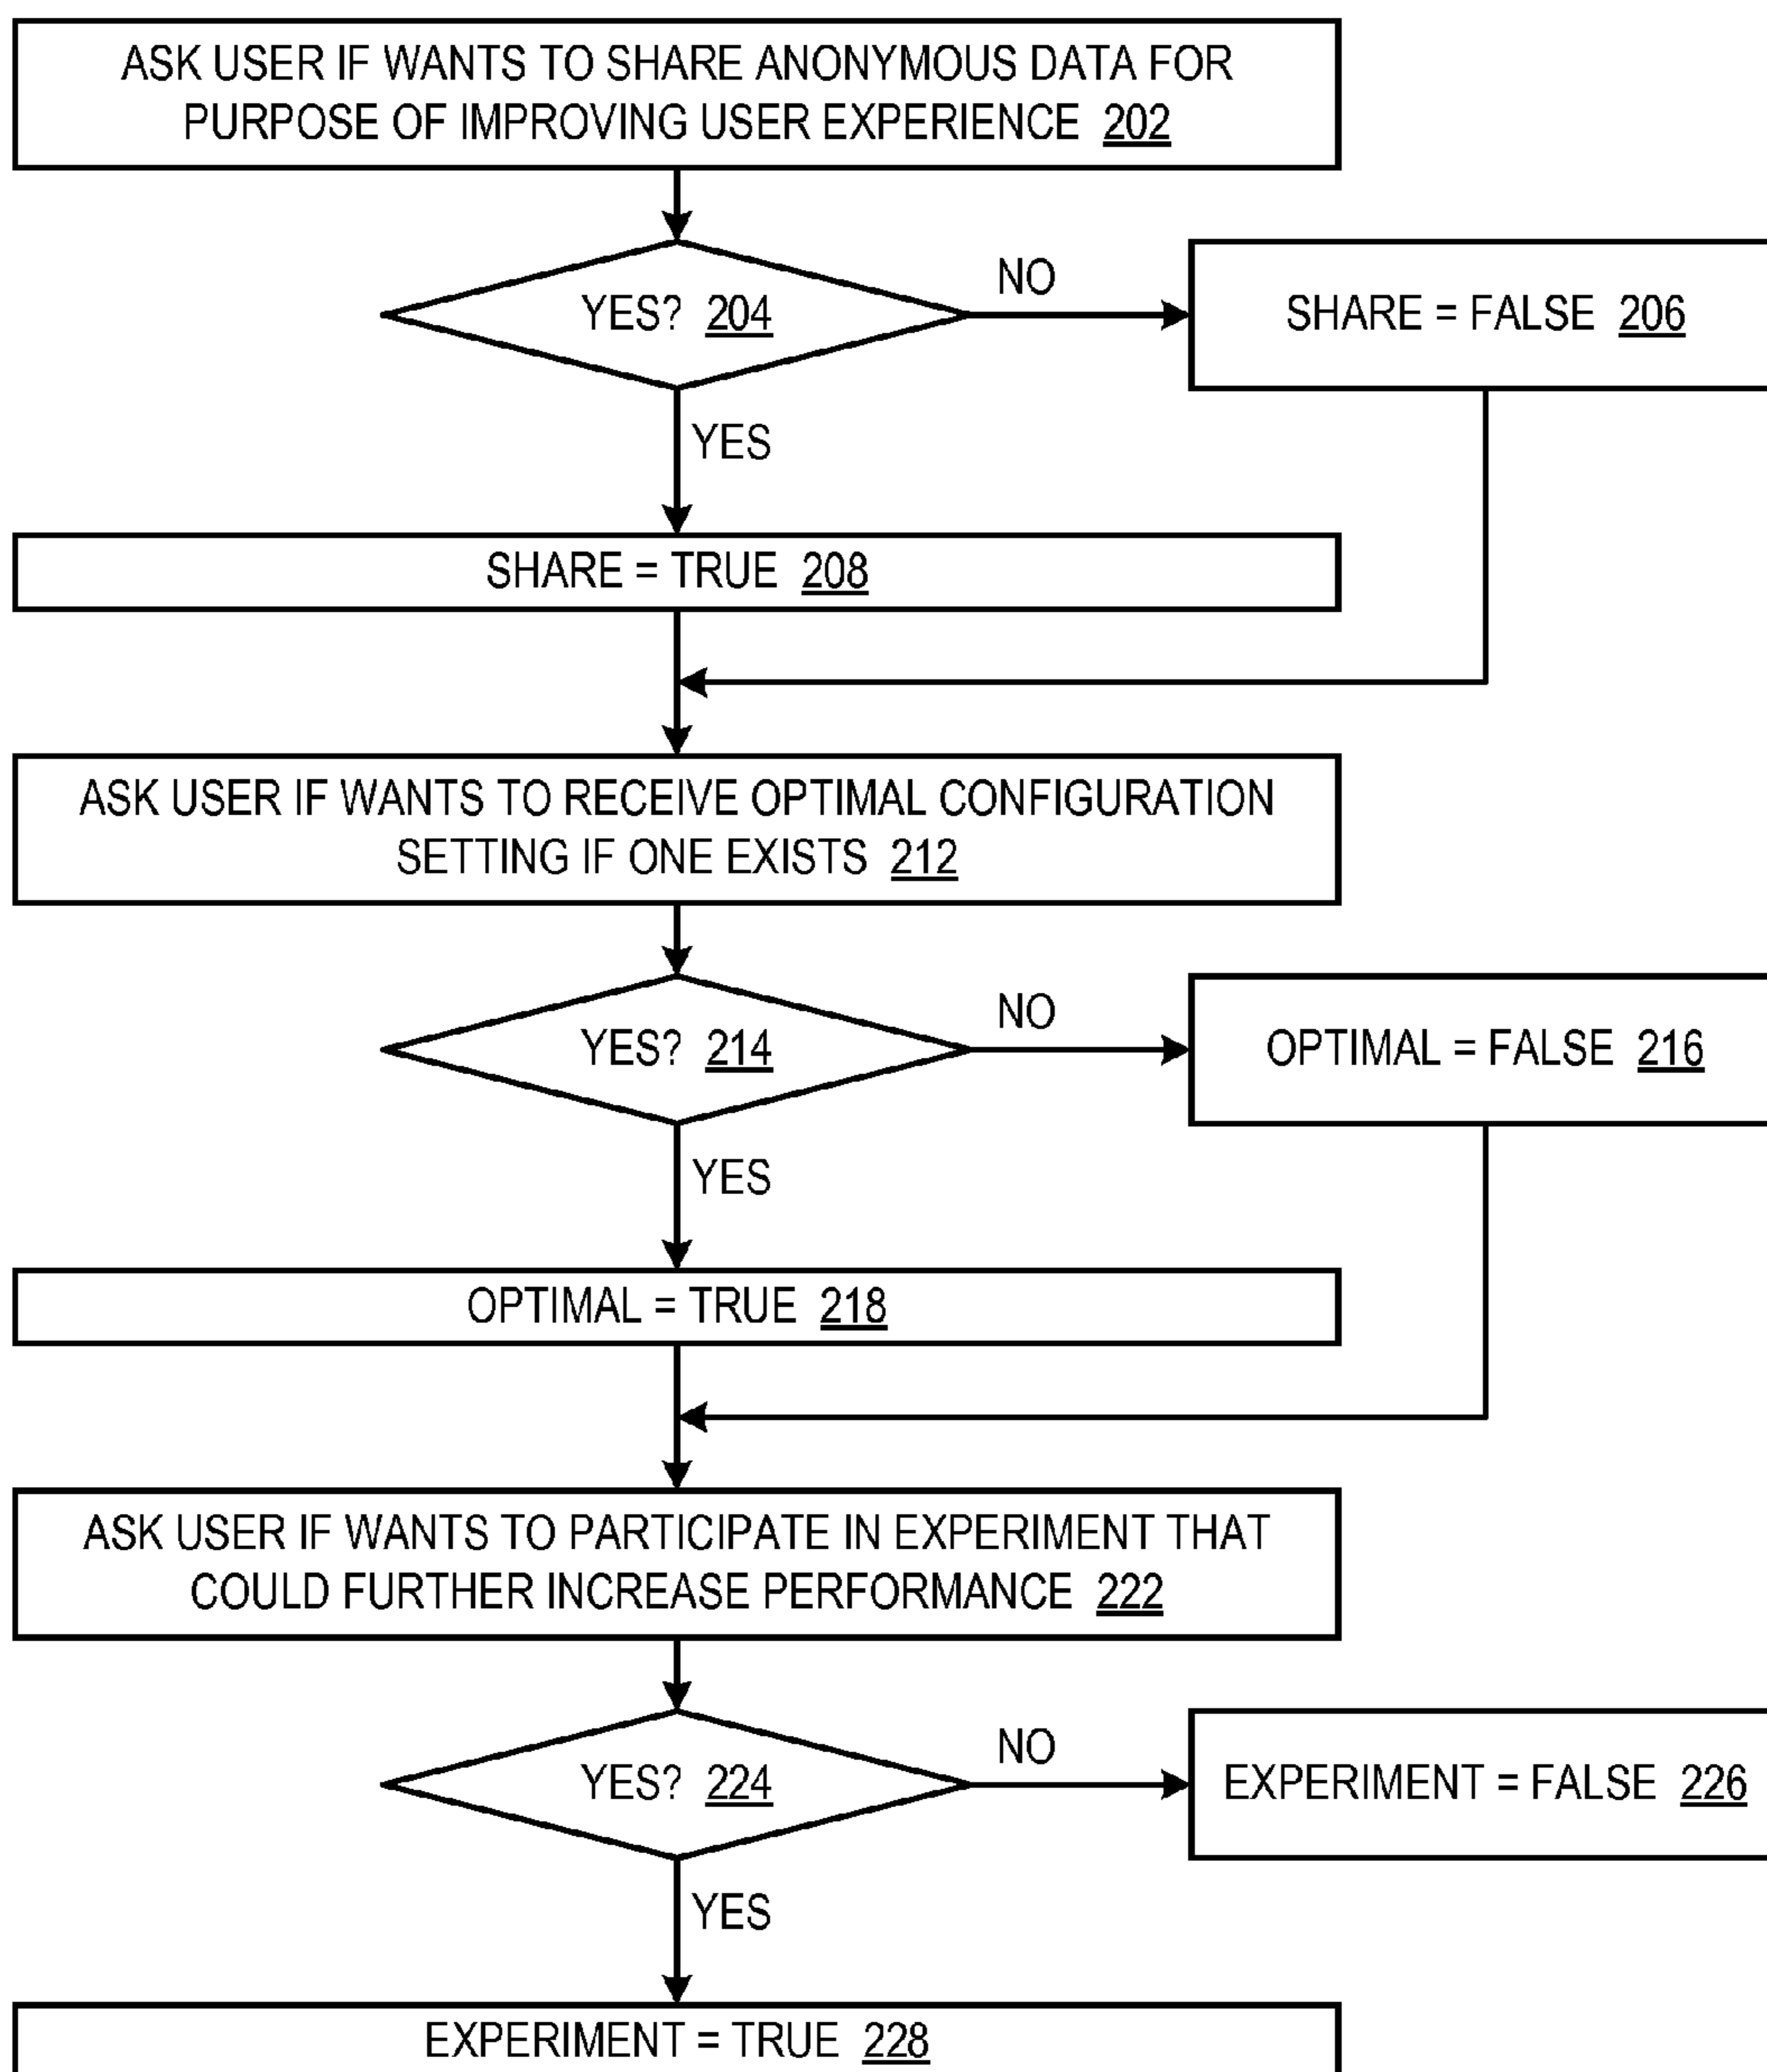 ASK USER IF WANTS TO SHARE ANONYMOUS DATA FOR
PURPOSE OF IMPROVING USER EXPERIENCE 202
YES? 204
NO
SHARE = FALSE 206
YES
SHARE = TRUE 208
ASK USER IF WANTS TO RECEIVE OPTIMAL CONFIGURATION
SETTING IF ONE EXISTS 212
YES? 214
NO
OPTIMAL = FALSE 216
YES
OPTIMAL = TRUE 218
ASK USER IF WANTS TO PARTICIPATE IN EXPERIMENT THAT
COULD FURTHER INCREASE PERFORMANCE 222
YES? 224
NO
EXPERIMENT = FALSE 226
YES
EXPERIMENT = TRUE 228